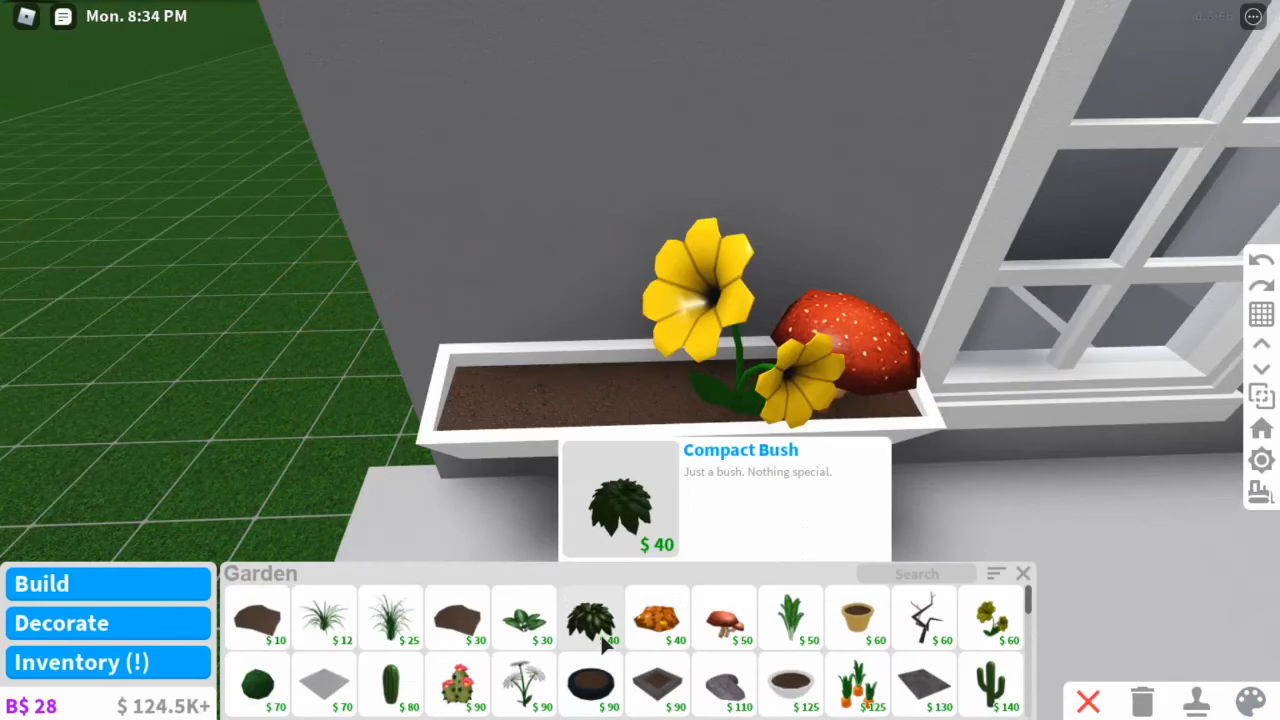 Mon. 8:34 PM
Compact Bush
Just a bush. Nothing special.
$ 40
Garden
Search
Build
Decorate
Inventory (!)
B$ 28
$ 124.5K+
$ 10
$ 12
$ 25
$ 30
$ 30
40
$ 40
$ 50
$ 50
$ 60
$ 60
$ 60
$ 70
$ 70
$ 80
$ 90
$ 90
$ 90
$ 90
$ 110
$ 125
$ 125
$ 130
$ 140